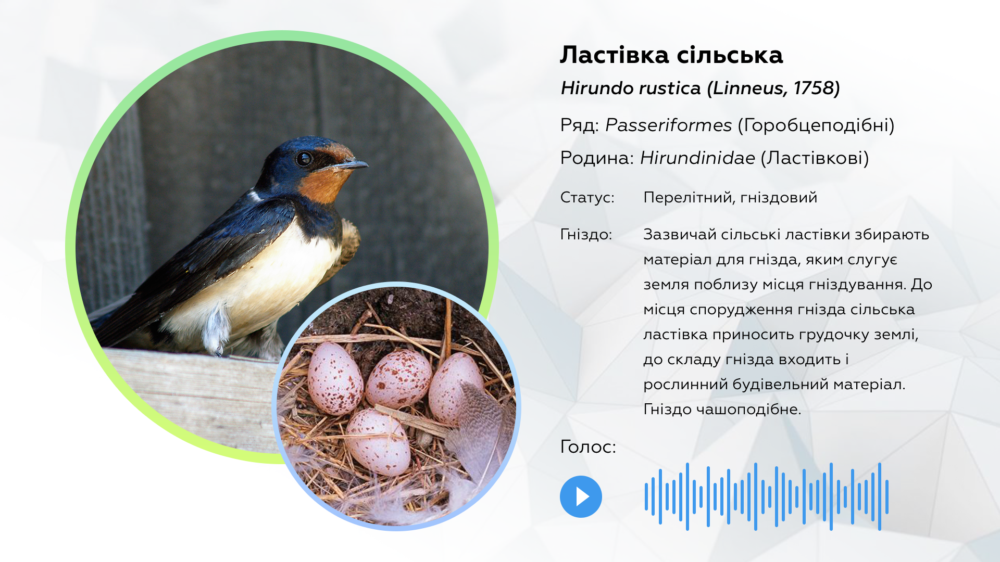 Ластівка сільська
Hirundo rustica (Linneus, 1758)
Ряд: Passeriformes (Горобцеподібні)
Родина: Hirundinidae (Ластівкові)
Статус: Перелітний, гніздовий
Гніздо: Зазвичай сільські ластівки збирають
матеріал для гнізда, яким слугує
земля поблизу місця гніздування. До
місця спорудження гнізда сільська
ластівка приносить грудочку землі,
до складу гнізда входить і
рослинний будівельний матеріал.
Гніздо чашоподібне.
Голос: